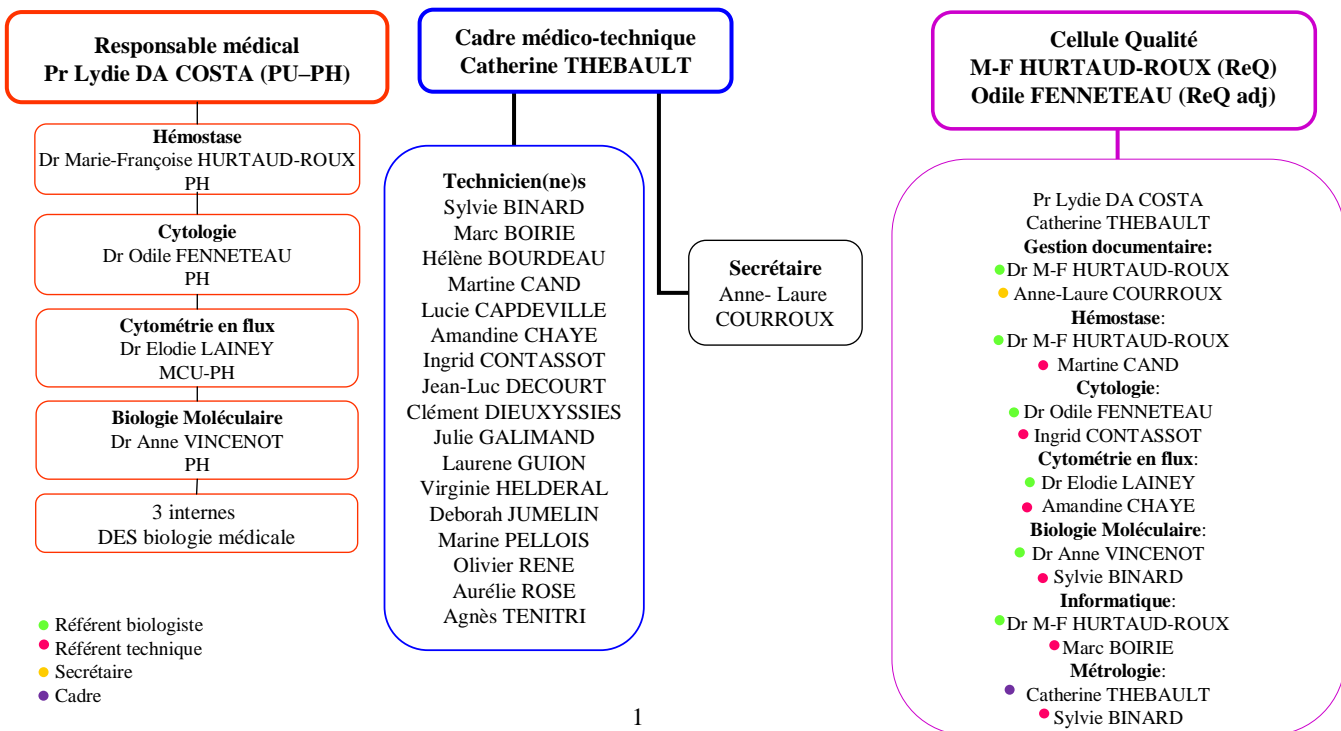 Responsable médical
Pr Lydie DA COSTA (PU–PH)
Hémostase
Dr Marie-Françoise HURTAUD-ROUX
PH
Cytologie
Dr Odile FENNETEAU
PH
Cytométrie en flux
Dr Elodie LAINEY
MCU-PH
Biologie Moléculaire
Dr Anne VINCENOT
PH
3 internes
DES biologie médicale
Référent biologiste
Référent technique
Secrétaire
Cadre
Cadre médico-technique
Catherine THEBAULT
Technicien(ne)s
Sylvie BINARD
Marc BOIRIE
Hélène BOURDEAU
Martine CAND
Lucie CAPDEVILLE
Amandine CHAYE
Ingrid CONTASSOT
Jean-Luc DECOURT
Clément DIEUXYSSIES
Julie GALIMAND
Laurene GUION
Virginie HELDERAL
Deborah JUMELIN
Marine PELLOIS
Olivier RENE
Aurélie ROSE
Agnès TENITRI
Secrétaire
Anne- Laure
COURROUX
Cellule Qualité
M-F HURTAUD-ROUX (ReQ)
Odile FENNETEAU (ReQ adj)
Pr Lydie DA COSTA
Catherine THEBAULT
Gestion documentaire:
Dr M-F HURTAUD-ROUX
Anne-Laure COURROUX
Hémostase:
Dr M-F HURTAUD-ROUX
Martine CAND
Cytologie:
Dr Odile FENNETEAU
Ingrid CONTASSOT
Cytométrie en flux:
Dr Elodie LAINEY
Amandine CHAYE
Biologie Moléculaire:
Dr Anne VINCENOT
Sylvie BINARD
Informatique:
Dr M-F HURTAUD-ROUX
Marc BOIRIE
Métrologie:
Catherine THEBAULT
Sylvie BINARD
1